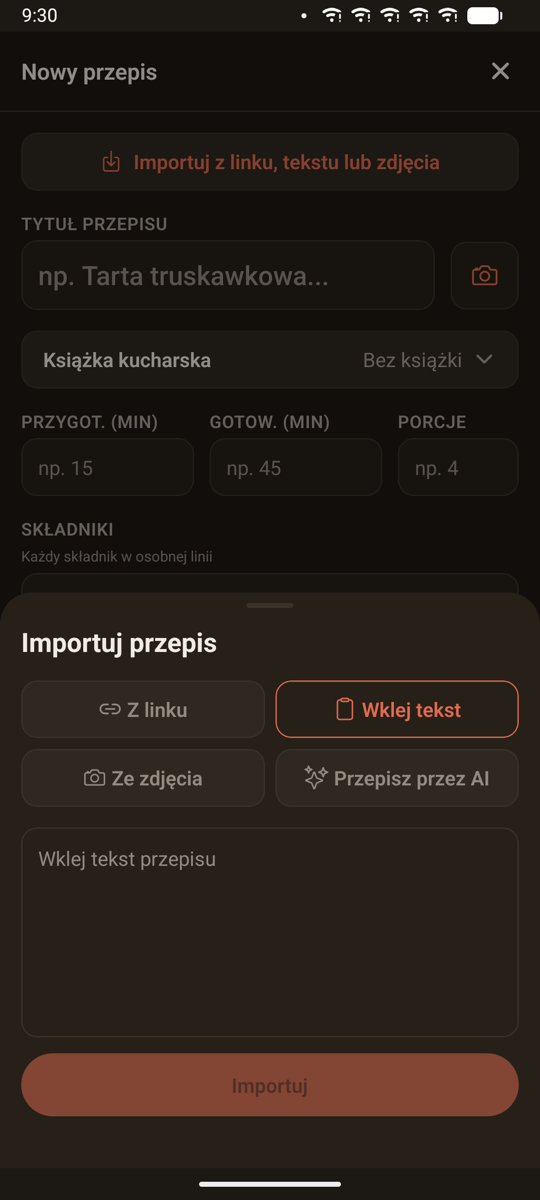 9:30
Nowy przepis
Importuj z linku, tekstu lub zdjęcia
TYTUŁ PRZEPISU
np. Tarta truskawkowa...
Książka kucharska Bez książki
PRZYGOT. (MIN) GOTOW. (MIN) PORCJE
np. 15 np. 45 np. 4
SKŁADNIKI
Każdy składnik w osobnej linii
Importuj przepis
Z linku Wklej tekst
Ze zdjęcia Przepisz przez AI
Wklej tekst przepisu
Importuj